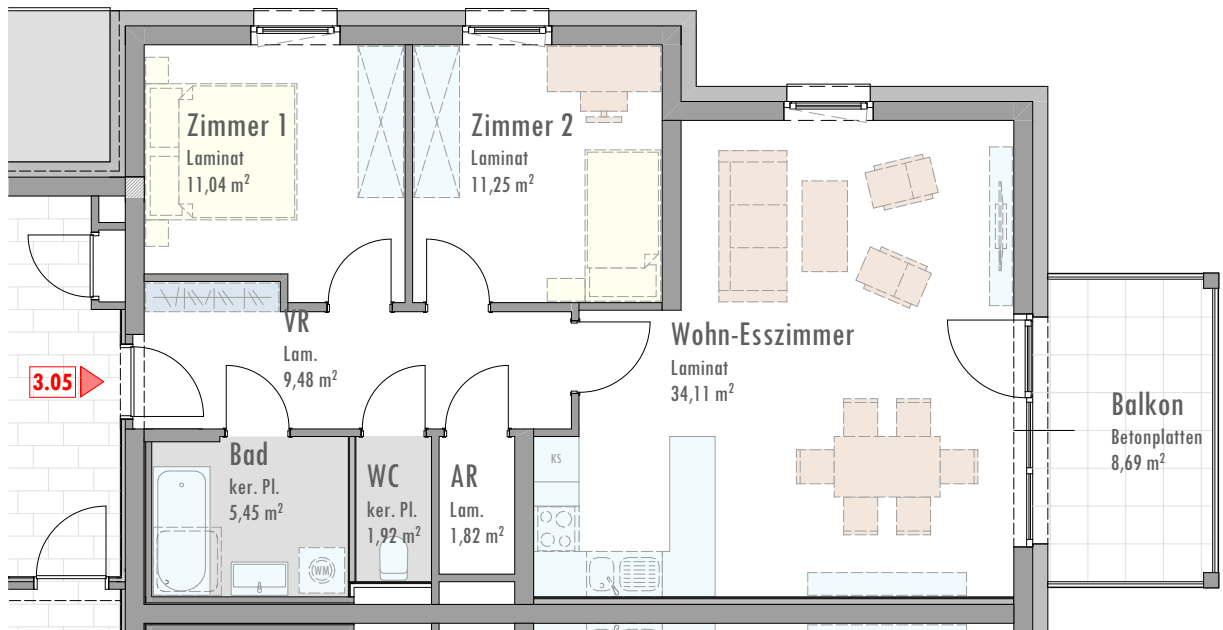 Zimmer 1
Laminat
11,04 m²
Zimmer 2
Laminat
11,25 m²
VR
Lam.
9,48 m²
Wohn-Esszimmer
Laminat
34,11 m²
3.05
Balkon
Betonplatten
8,69 m²
Bad
ker. Pl.
5,45 m²
WC
ker. Pl.
1,92 m²
AR
Lam.
1,82 m²
KS
WM